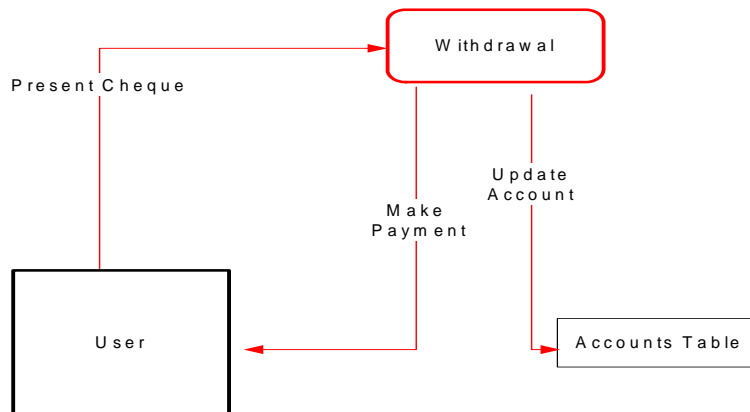 Withdrawal
Present Cheque
Update
Account
Make
Payment
User
Accounts Table